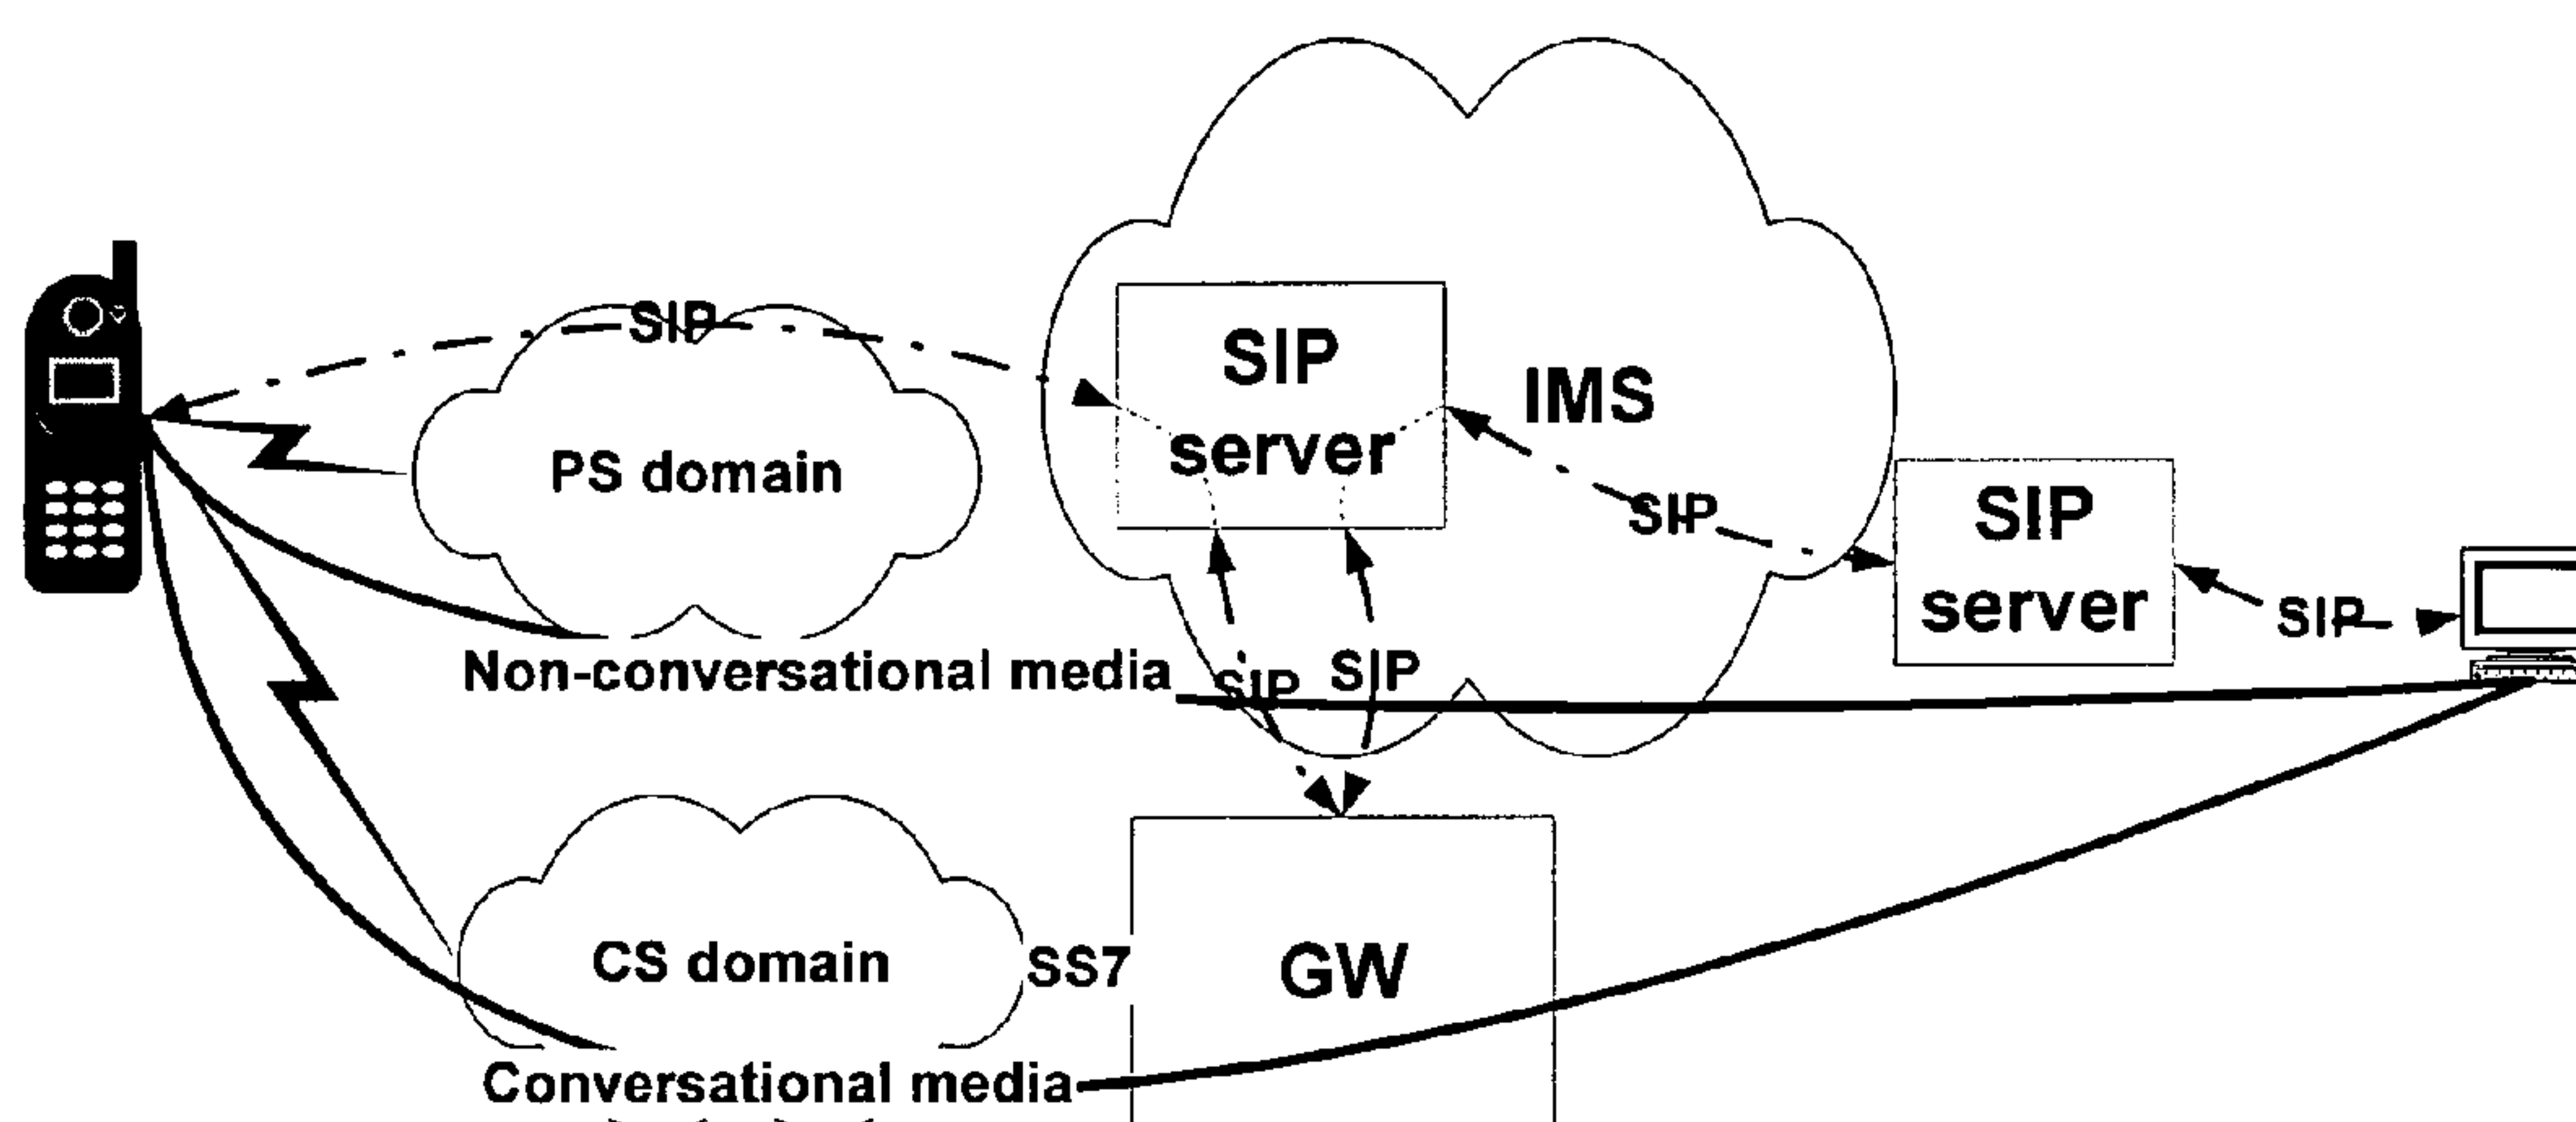 SIP
SIP
server
IMS
PS domain
SIP
SIP
server
SIP
Non-conversational media
SIP
SIP
CS domain
SS7
GW
Conversational media